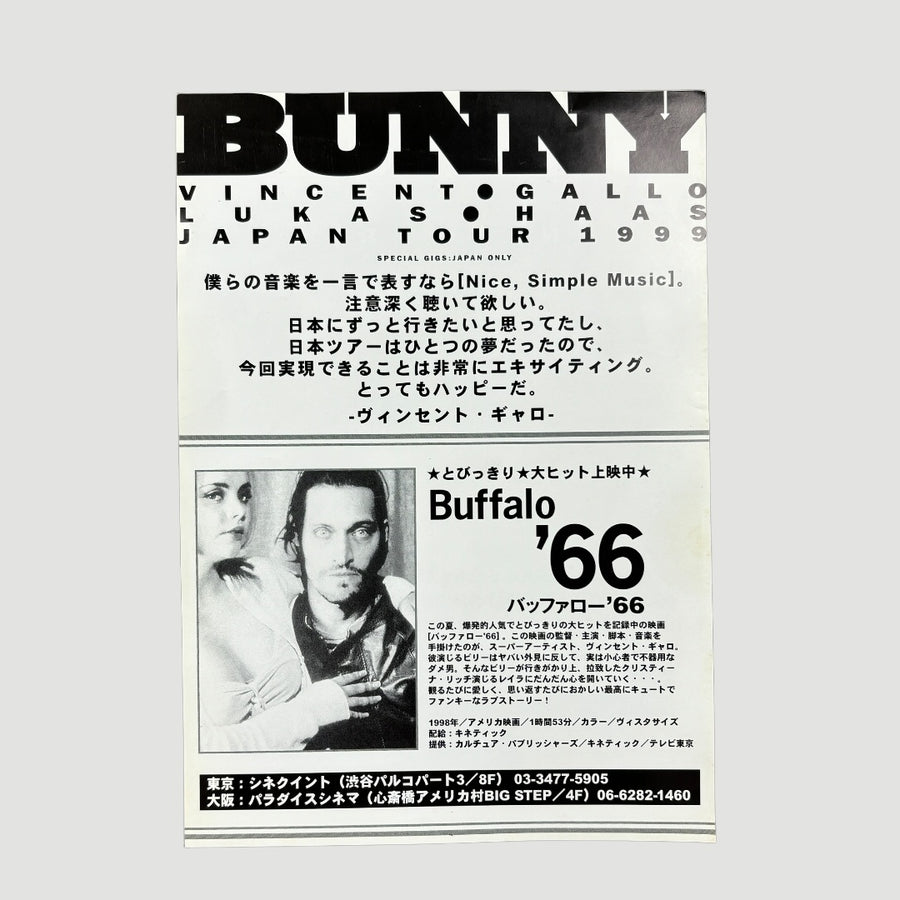 BUNNY
VINCENT●GALLO
LUKAS●HAAS
JAPAN TOUR 1999
SPECIAL GIGS:JAPAN ONLY
僕らの音楽を一言で表すなら[Nice, Simple Music]。
注意深く聴いて欲しい。
日本にずっと行きたいと思ってたし、
日本ツアーはひとつの夢だったので、
今回実現できることは非常にエキサイティング。
とってもハッピーだ。
-ヴィンセント・ギャロ-
★とびっきり★大ヒット上映中★
Buffalo
’66
バッファロー’66
この夏、爆発的人気でとびっきりの大ヒットを記録中の映画
[バッファロー’66]。この映画の監督・主演・脚本・音楽を
手掛けたのが、スーパーアーティスト、ヴィンセント・ギャロ。
彼演じるビリーはヤバい外見に反して、実は小心者で不器用な
ダメ男。そんなビリーが行きがかり上、拉致したクリスティー
ナ・リッチ演じるレイラにだんだん心を開いていく・・・。
観るたびに愛しく、思い返すたびにおかしい最高にキュートで
ファンキーなラブストーリー！
1998年／アメリカ映画／1時間53分／カラー／ヴィスタサイズ
配給：キネティック
提供：カルチュア・パブリッシャーズ／キネティック／テレビ東京
東京：シネクイント（渋谷パルコパート3／8F） 03-3477-5905
大阪：パラダイスシネマ（心斎橋アメリカ村BIG STEP／4F）06-6282-1460